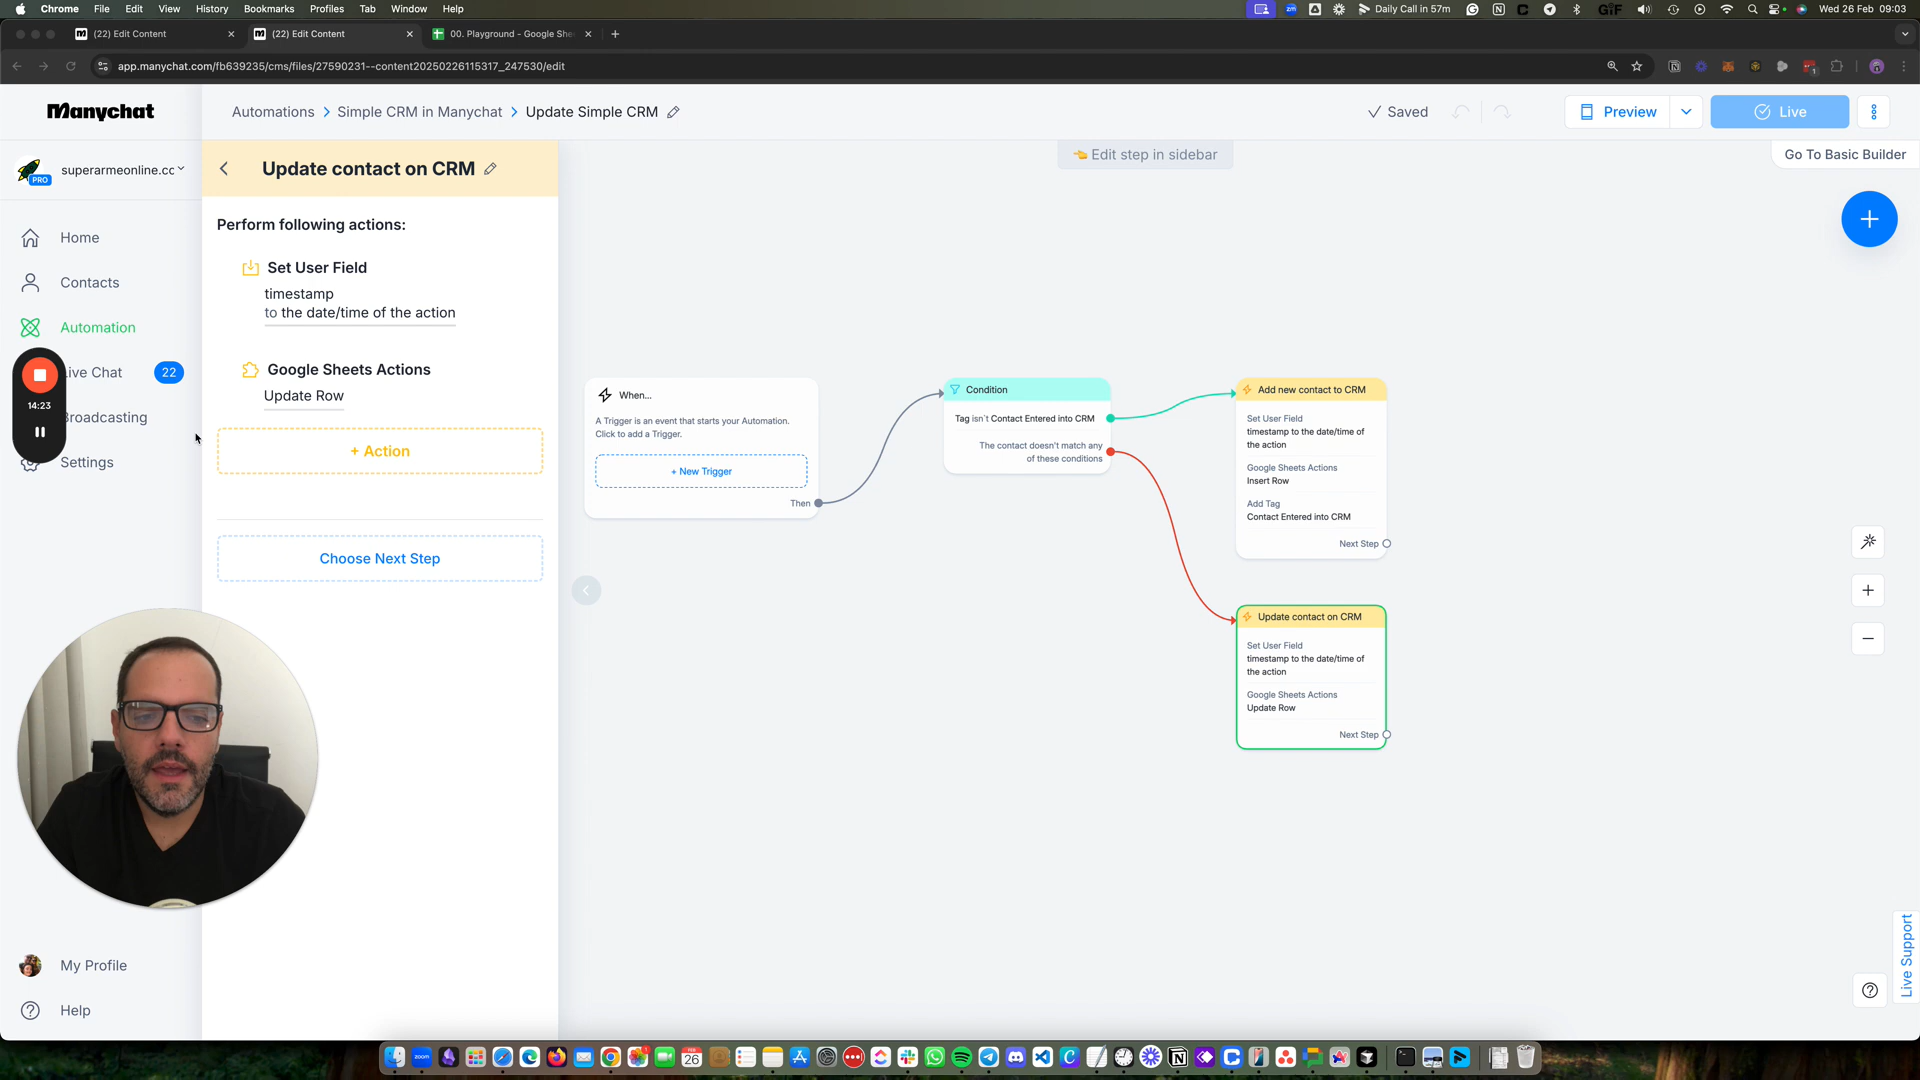 Chrome File Edit View History Bookmarks Profiles Tab Window Help
Daily Call in 57m
GIF
Wed 26 Feb 09:03
(22) Edit Content
(22) Edit Content
00. Playground - Google She
app.manychat.com/fb639235/cms/files/27590231--content20250226115317_247530/edit
Manychat
Automations > Simple CRM in Manychat > Update Simple CRM
Saved
Preview
Live
superarmeonline.cc
PRO
Update contact on CRM
Edit step in sidebar
Go To Basic Builder
Home
Contacts
Automation
Live Chat
22
Broadcasting
Settings
14:23
Perform following actions:
Set User Field
timestamp
to the date/time of the action
Google Sheets Actions
Update Row
+ Action
Choose Next Step
When...
A Trigger is an event that starts your Automation.
Click to add a Trigger.
+ New Trigger
Then
Condition
Tag isn't Contact Entered into CRM
The contact doesn't match any
of these conditions
Add new contact to CRM
Set User Field
timestamp to the date/time of
the action
Google Sheets Actions
Insert Row
Add Tag
Contact Entered into CRM
Next Step
Update contact on CRM
Set User Field
timestamp to the date/time of
the action
Google Sheets Actions
Update Row
Next Step
My Profile
Help
Live Support